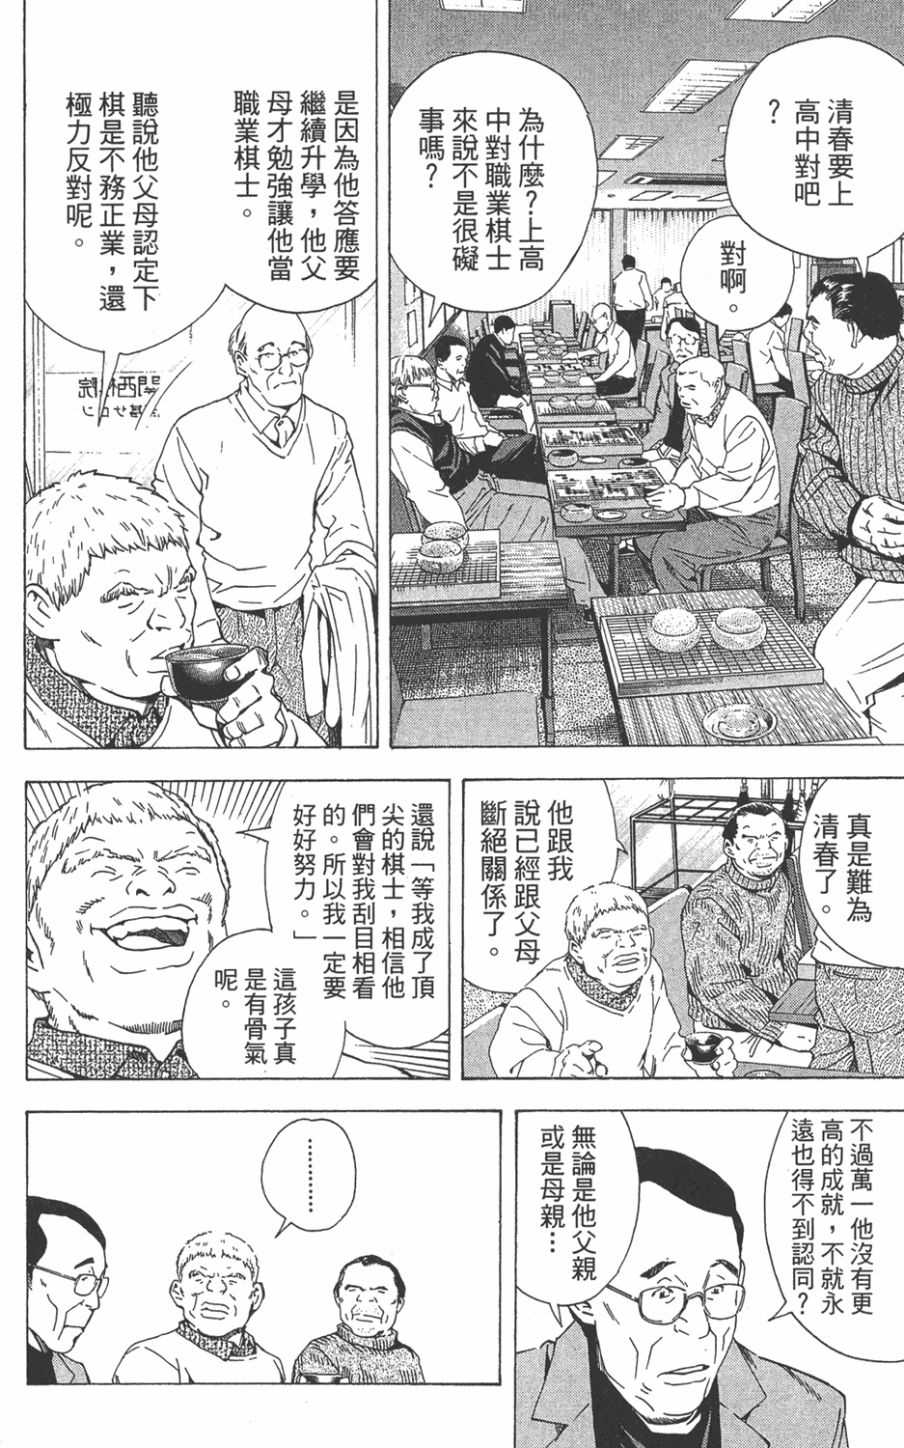 清春要上
高中對吧
?
對啊。
為什麼?上高
中對職業棋士
來說不是很礙
事嗎?
是因為他答應要
繼續升學，他父
母才勉強讓他當
職業棋士。
聽說他父母認定下
棋是不務正業，還
極力反對呢。
真是難為
清春了。
他跟我
說已經跟父母
斷絕關係了。
還說「等我成了頂
尖的棋士，相信他
們會對我刮目相看
的。所以我一定要
好好努力。」
這孩子真
是有骨氣
呢。
不過萬一他沒有更
高的成就，不就永
遠也得不到認同?
無論是他父親
或是母親…
…………